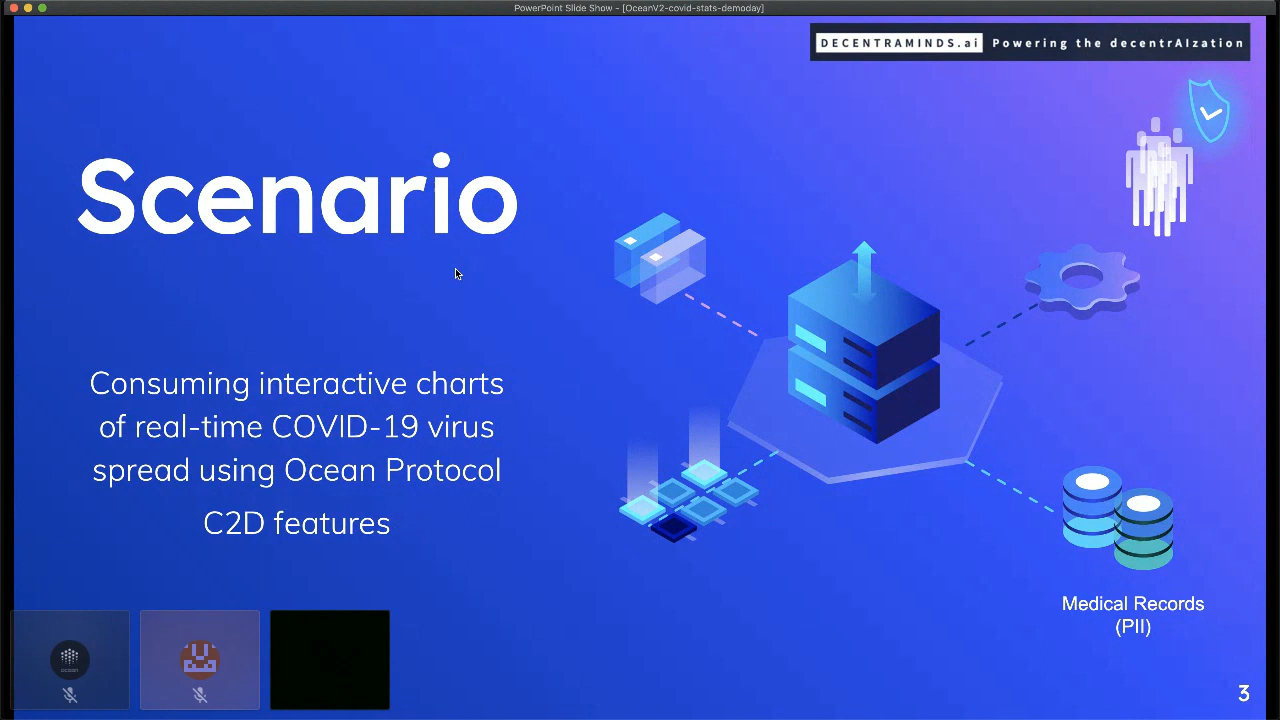 PowerPoint Slide Show - [OceanV2-covid-stats-demoday]
DECENTRAMINDS.ai Powering the decentrAIzation
Scenario
Consuming interactive charts
of real-time COVID-19 virus
spread using Ocean Protocol
C2D features
Medical Records
(PII)
ocean
3